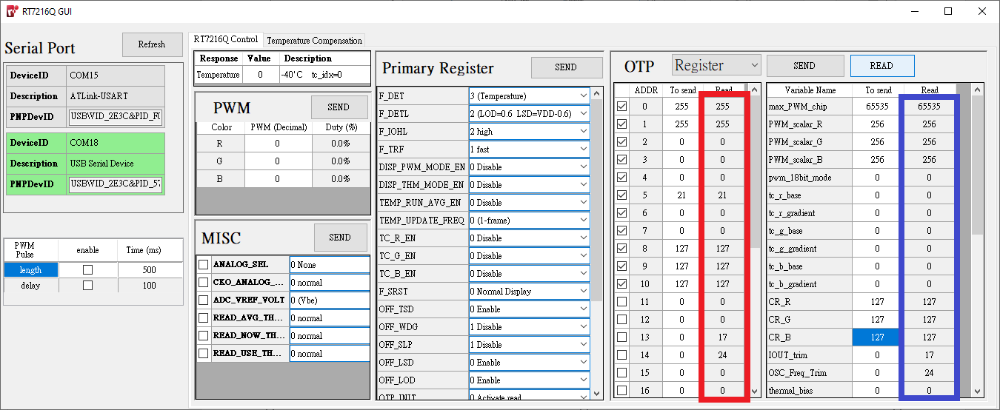 RT7216Q GUI
Serial Port
Refresh
DeviceID COM15
Description ATLink-USART
PNPDevID USB\VID_2E3C&PID_F0
DeviceID COM18
Description USB Serial Device
PNPDevID USB\VID_2E3C&PID_57
PWM Pulse enable Time (ms)
length 500
delay 100
RT7216Q Control Temperature Compensation
Response Value Description
Temperature 0 -40°C tc_idx=0
PWM SEND
Color PWM (Decimal) Duty (%)
R 0 0.0%
G 0 0.0%
B 0 0.0%
MISC SEND
ANALOG_SEL 0 None
CKO_ANALOG_... 0 normal
ADC_VREF_VOLT 0 (Vbe)
READ_AVG_TH... 0 normal
READ_NOW_TH... 0 normal
READ_USE_TH... 0 normal
Primary Register SEND
F_DET 3 (Temperature)
F_DETL 2 (LOD=0.6 LSD=VDD-0.6)
F_IOHL 2 high
F_TRF 1 fast
DISP_PWM_MODE_EN 0 Disable
DISP_THM_MODE_EN 0 Disable
TEMP_RUN_AVG_EN 0 Disable
TEMP_UPDATE_FREQ 0 (1-frame)
TC_R_EN 0 Disable
TC_G_EN 0 Disable
TC_B_EN 0 Disable
F_SRST 0 Normal Display
OFF_TSD 0 Enable
OFF_WDG 1 Disable
OFF_SLP 1 Disable
OFF_LSD 0 Enable
OFF_LOD 0 Enable
OTP_INIT 0 Activate read
OTP Register SEND READ
ADDR To send Read
0 255 255
1 255 255
2 0 0
3 0 0
4 0 0
5 21 21
6 0 0
7 0 0
8 127 127
9 127 127
10 127 127
11 0 0
12 0 0
13 0 17
14 0 24
15 0 0
16 0 0
Variable Name To send Read
max_PWM_chip 65535 65535
PWM_scalar_R 256 256
PWM_scalar_G 256 256
PWM_scalar_B 256 256
pwm_18bit_mode 0 0
tc_r_base 0 0
tc_r_gradient 0 0
tc_g_base 0 0
tc_g_gradient 0 0
tc_b_base 0 0
tc_b_gradient 0 0
CR_R 127 127
CR_G 127 127
CR_B 127 127
IOUT_trim 0 17
OSC_Freq_Trim 0 24
thermal_bias 0 0